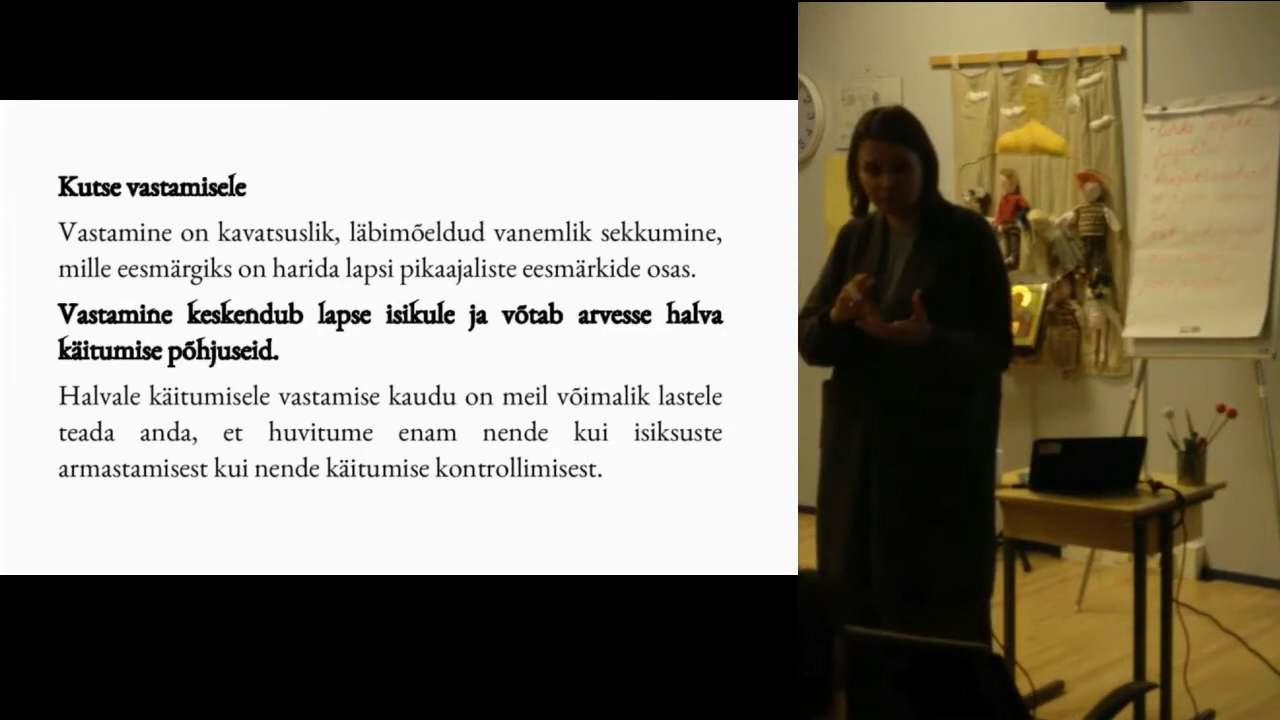 Kutse vastamisele
Vastamine on kavatsuslik, läbimõeldud vanemlik sekkumine,
mille eesmärgiks on harida lapsi pikaajaliste eesmärkide osas.
Vastamine keskendub lapse isikule ja võtab arvesse halva
käitumise põhjuseid.
Halvale käitumisele vastamise kaudu on meil võimalik lastele
teada anda, et huvitume enam nende kui isiksuste
armastamisest kui nende käitumise kontrollimisest.